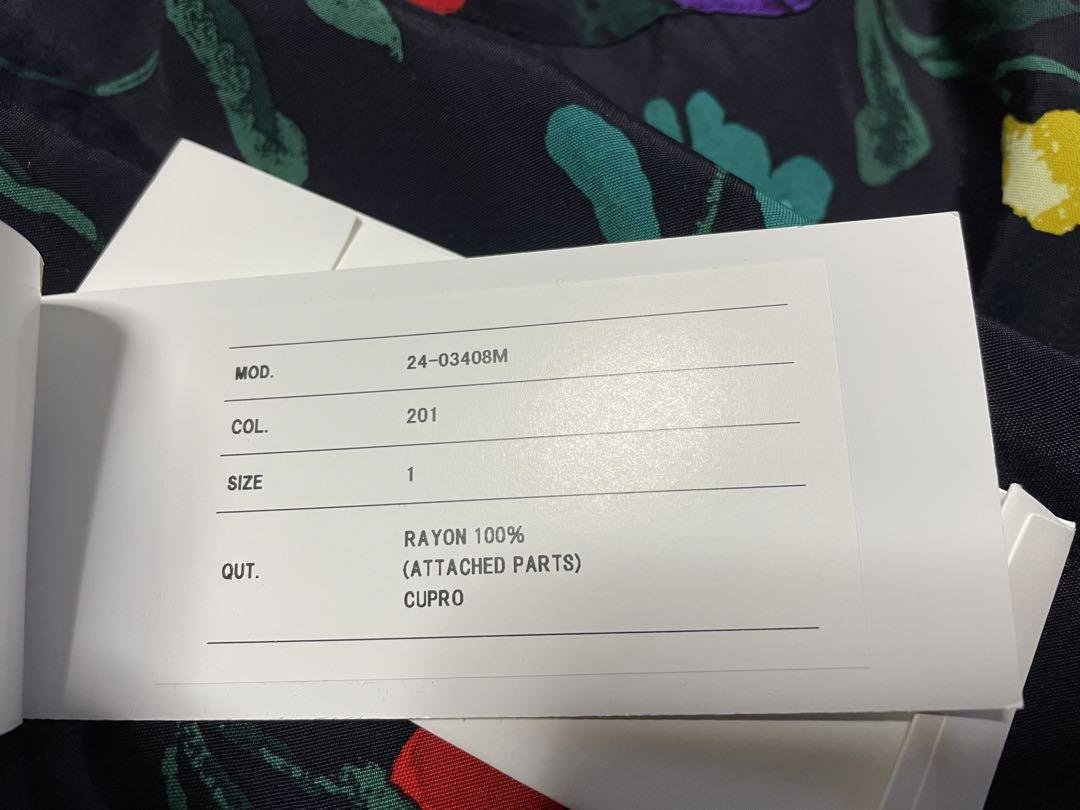 MOD. 24-03408M
COL. 201
SIZE 1
QUT. RAYON 100%
(ATTACHED PARTS)
CUPRO